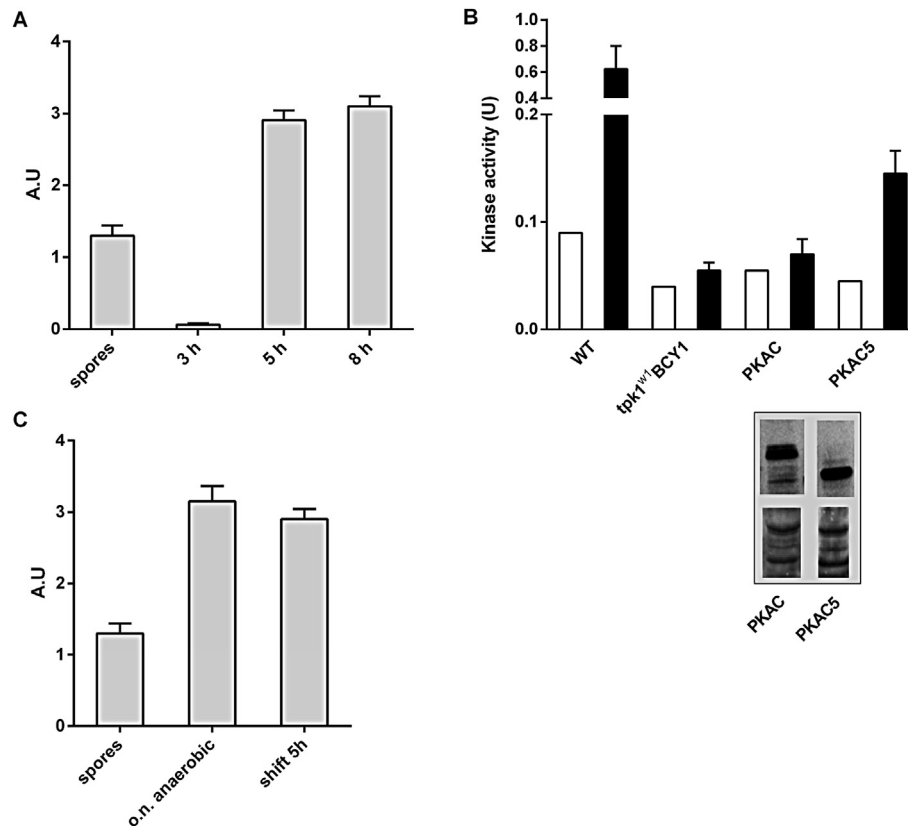 A
4
3
2
1
0
A.U
spores
3 h
5 h
8 h
B
1.0
0.8
0.6
0.4
0.2
0.1
0.0
Kinase activity (U)
WT
tpk1ʷ¹BCY1
PKAC
PKAC5
PKAC
PKAC5
C
4
3
2
1
0
A.U
spores
o.n. anaerobic
shift 5h